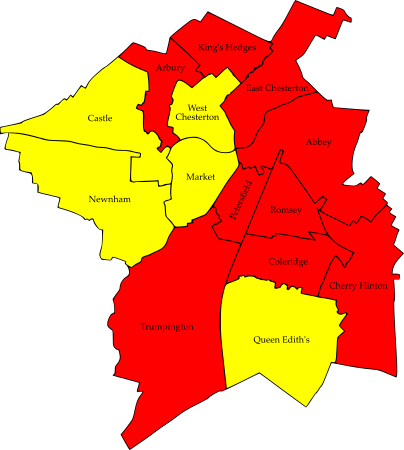 King's Hedges
Arbury
East Chesterton
West
Chesterton
Castle
Abbey
Market
Newnham
Petersfield
Romsey
Coleridge
Cherry Hinton
Trumpington
Queen Edith's